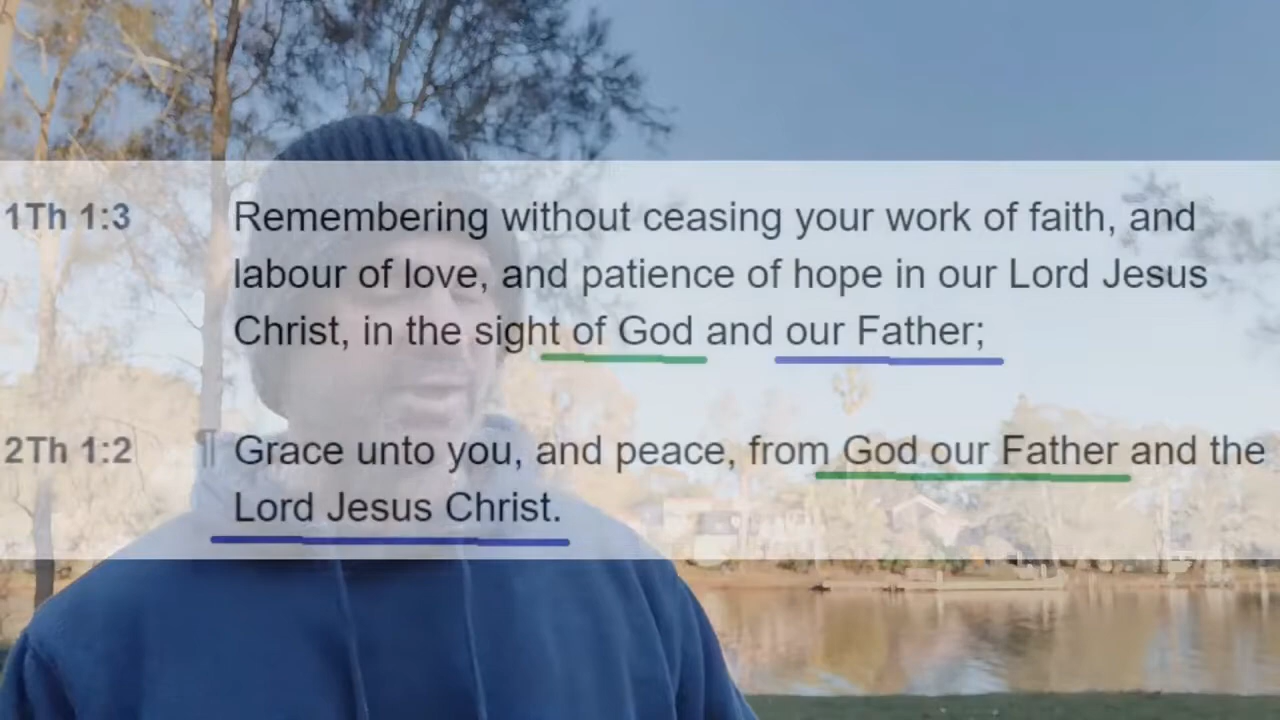 1Th 1:3 Remembering without ceasing your work of faith, and
labour of love, and patience of hope in our Lord Jesus
Christ, in the sight of God and our Father;
2Th 1:2 ¶ Grace unto you, and peace, from God our Father and the
Lord Jesus Christ.